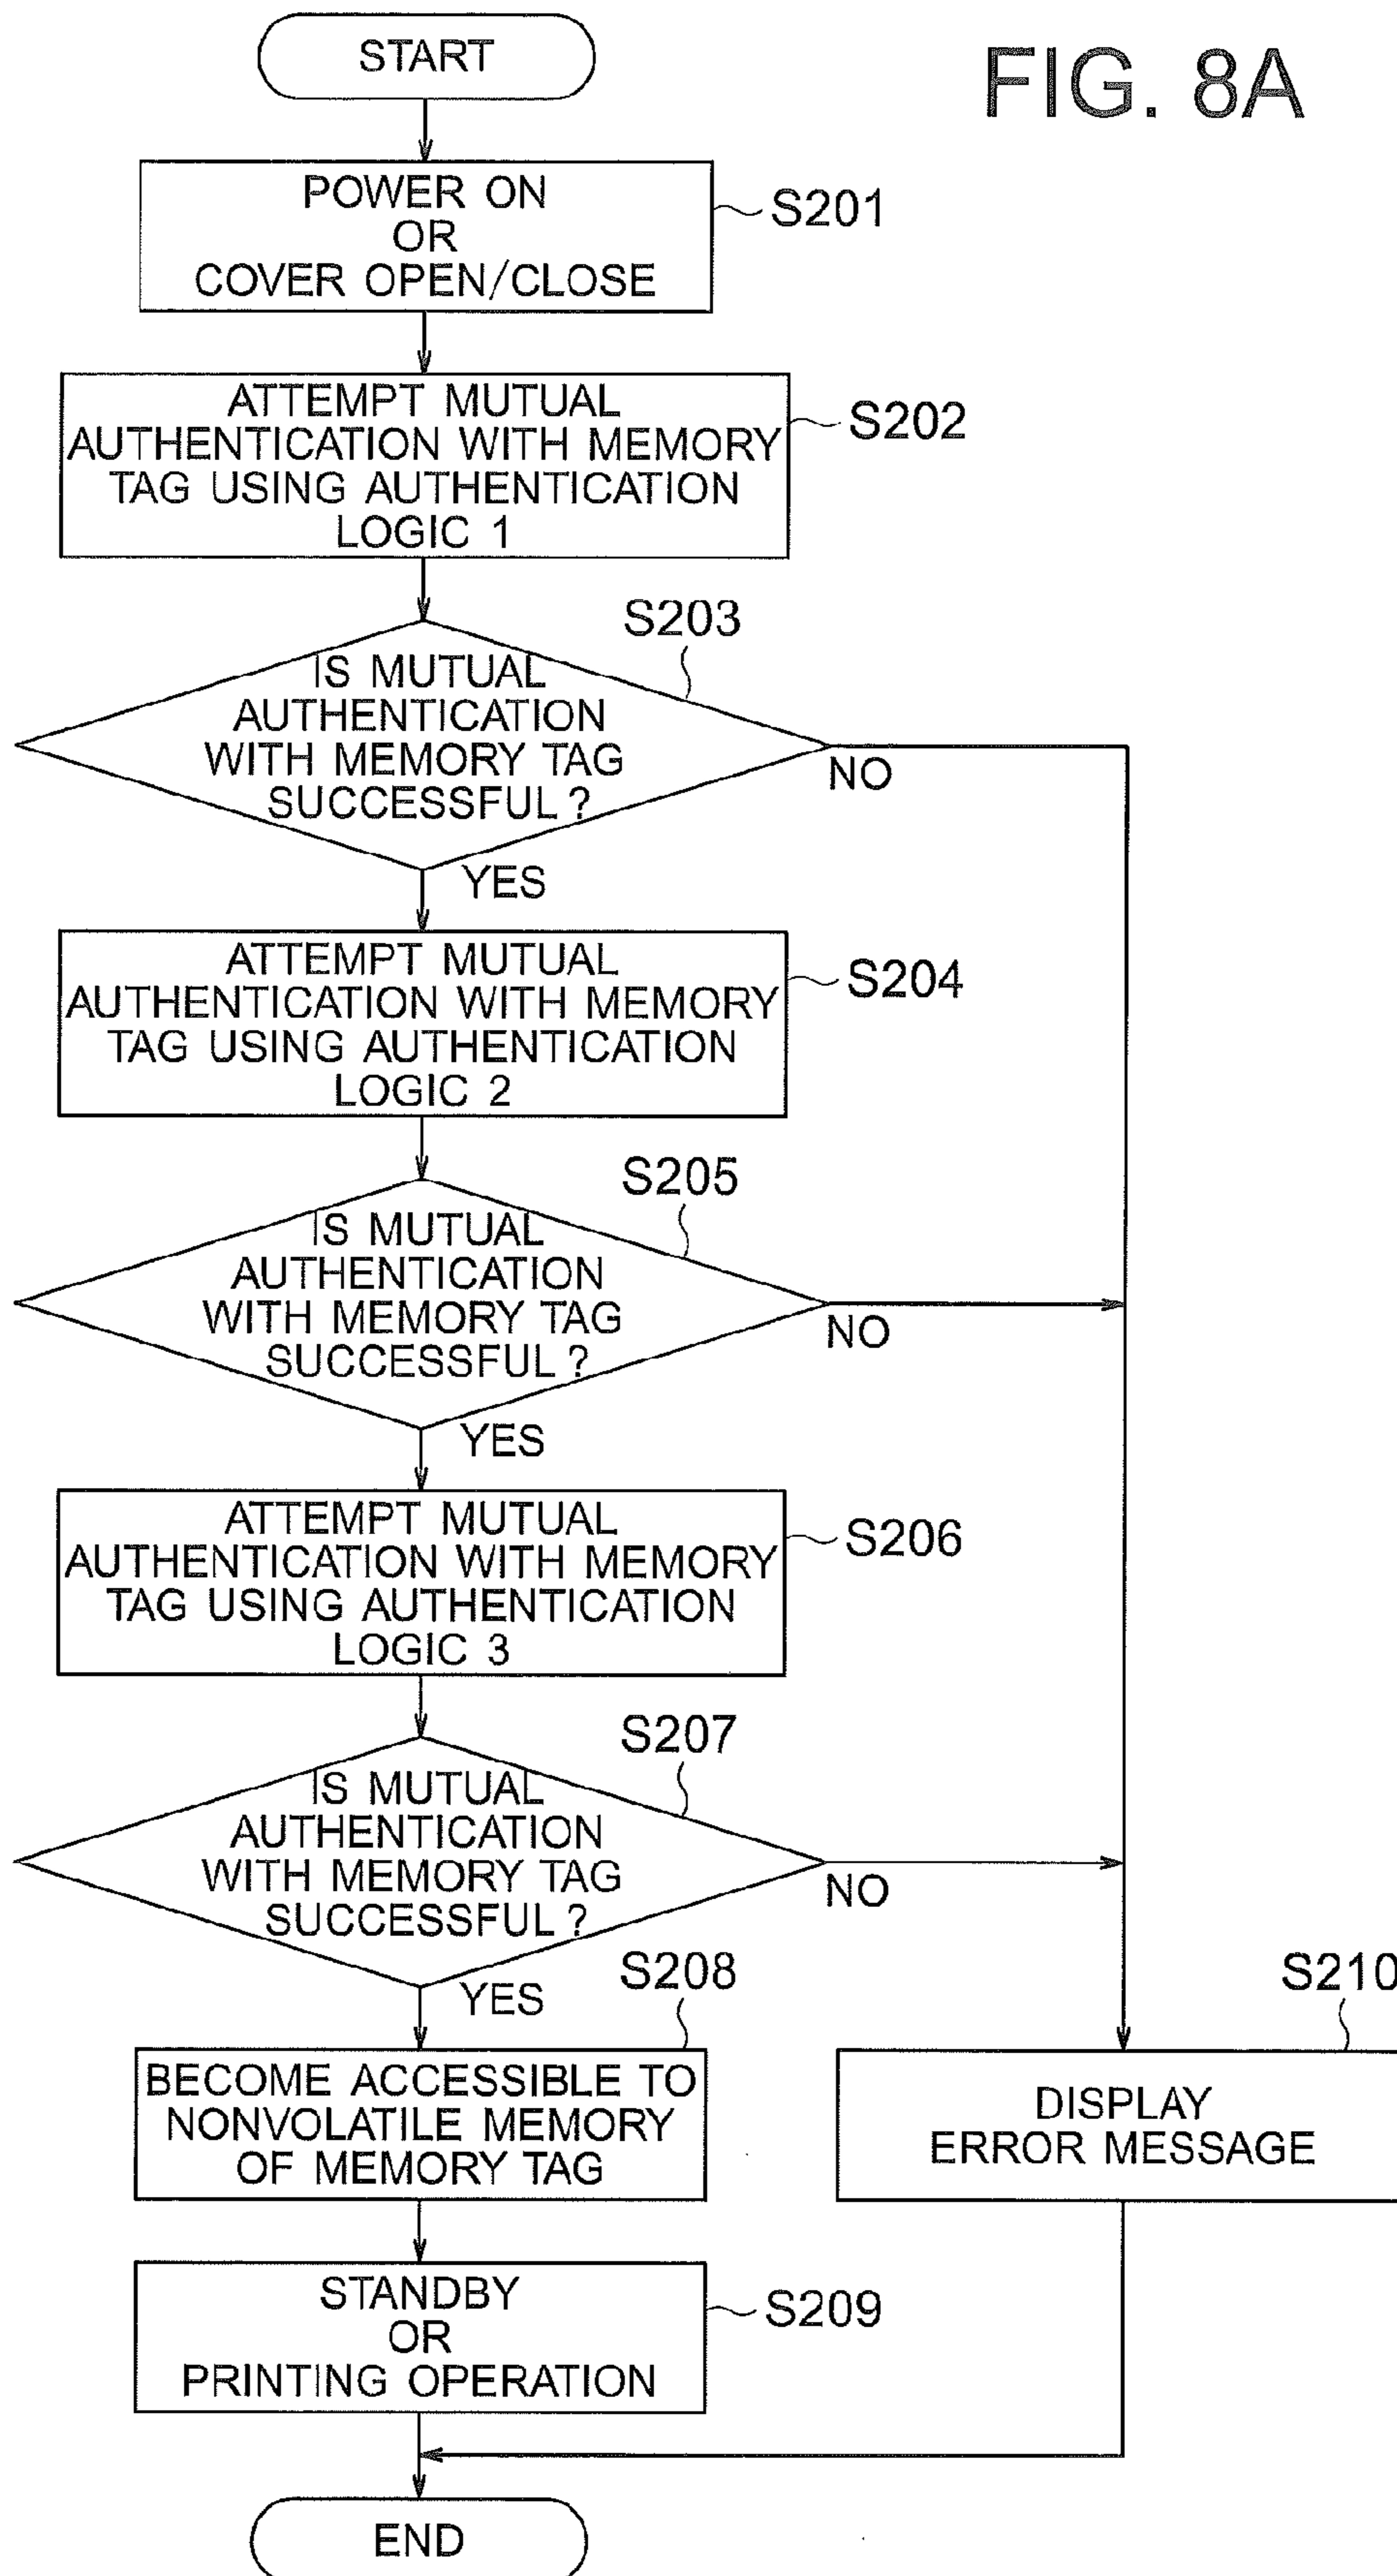 FIG. 8A
START
POWER ON
OR
COVER OPEN/CLOSE
S201
ATTEMPT MUTUAL
AUTHENTICATION WITH MEMORY
TAG USING AUTHENTICATION
LOGIC 1
S202
S203
IS MUTUAL
AUTHENTICATION
WITH MEMORY TAG
SUCCESSFUL ?
NO
YES
ATTEMPT MUTUAL
AUTHENTICATION WITH MEMORY
TAG USING AUTHENTICATION
LOGIC 2
S204
S205
IS MUTUAL
AUTHENTICATION
WITH MEMORY TAG
SUCCESSFUL ?
NO
YES
ATTEMPT MUTUAL
AUTHENTICATION WITH MEMORY
TAG USING AUTHENTICATION
LOGIC 3
S206
S207
IS MUTUAL
AUTHENTICATION
WITH MEMORY TAG
SUCCESSFUL ?
NO
YES
S208
BECOME ACCESSIBLE TO
NONVOLATILE MEMORY
OF MEMORY TAG
S210
DISPLAY
ERROR MESSAGE
STANDBY
OR
PRINTING OPERATION
S209
END